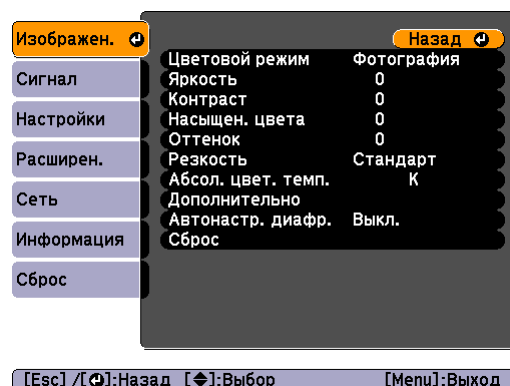 Изображен.
Сигнал
Настройки
Расширен.
Сеть
Информация
Сброс
Назад
Цветовой режим Фотография
Яркость 0
Контраст 0
Насыщен. цвета 0
Оттенок 0
Резкость Стандарт
Абсол. цвет. темп. K
Дополнительно
Автонастр. диафр. Выкл.
Сброс
[Esc] /[⏎]:Назад [◆]:Выбор [Menu]:Выход